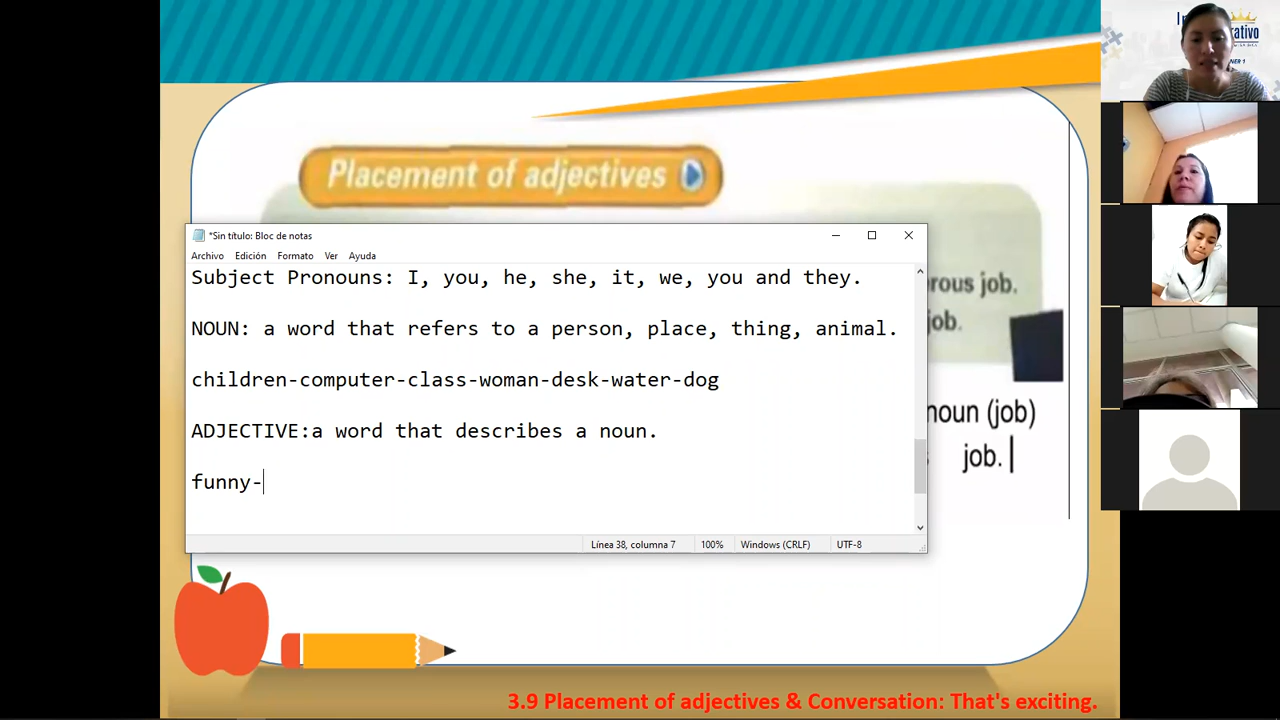 Placement of adjectives
*Sin título: Bloc de notas
Archivo Edición Formato Ver Ayuda
Subject Pronouns: I, you, he, she, it, we, you and they.
NOUN: a word that refers to a person, place, thing, animal.
children-computer-class-woman-desk-water-dog
ADJECTIVE:a word that describes a noun.
funny-
Línea 38, columna 7 100% Windows (CRLF) UTF-8
job.
job.
noun (job)
job.
3.9 Placement of adjectives & Conversation: That's exciting.